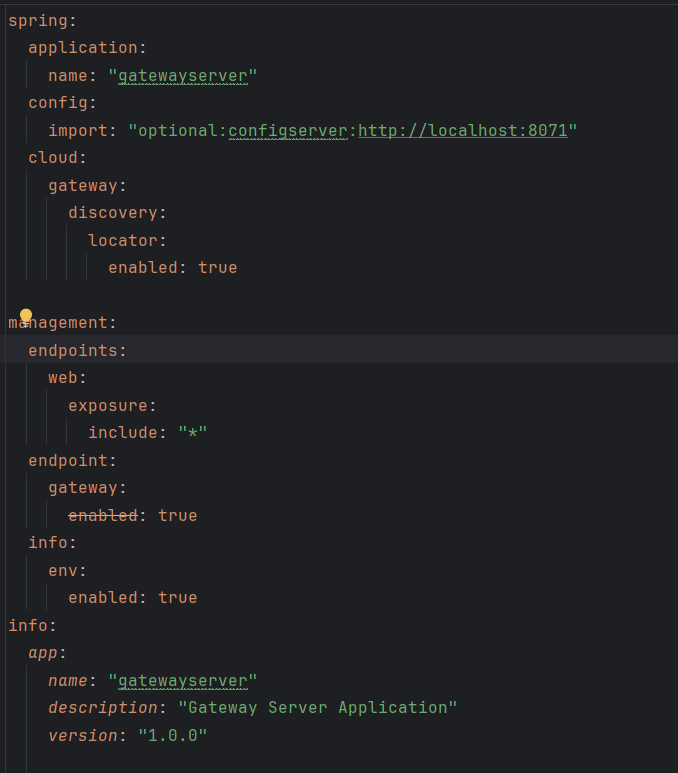 spring:
  application:
    name: "gatewayserver"
  config:
    import: "optional:configserver:http://localhost:8071"
  cloud:
    gateway:
      discovery:
        locator:
          enabled: true
management:
  endpoints:
    web:
      exposure:
        include: "*"
  endpoint:
    gateway:
      enabled: true
  info:
    env:
      enabled: true
info:
  app:
    name: "gatewayserver"
    description: "Gateway Server Application"
    version: "1.0.0"